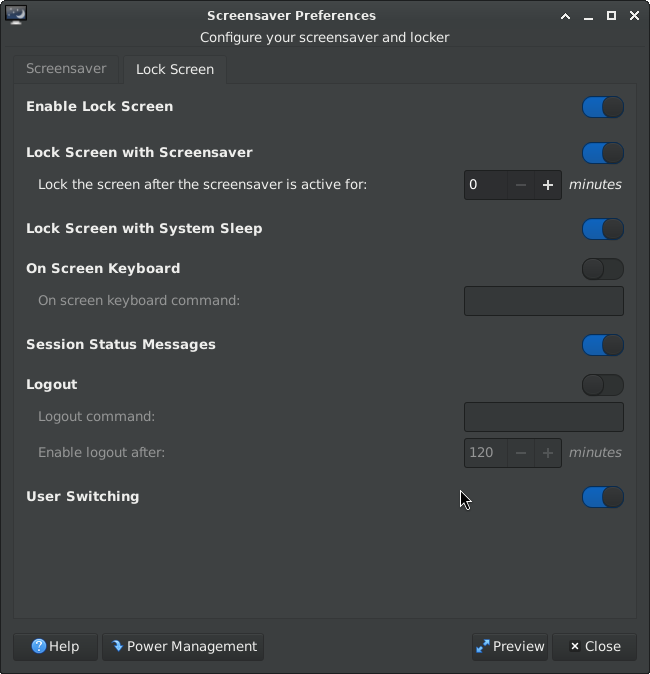 Screensaver Preferences
Configure your screensaver and locker
Screensaver Lock Screen
Enable Lock Screen
Lock Screen with Screensaver
Lock the screen after the screensaver is active for: 0 minutes
Lock Screen with System Sleep
On Screen Keyboard
On screen keyboard command:
Session Status Messages
Logout
Logout command:
Enable logout after: 120 minutes
User Switching
Help Power Management Preview Close